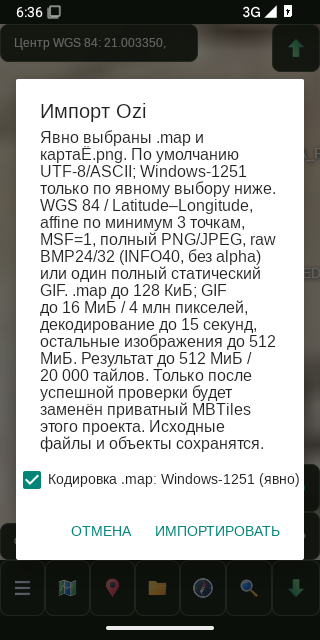 6:36
3G
Центр WGS 84: 21.003350,
Импорт Ozi
Явно выбраны .map и
картаË.png. По умолчанию
UTF-8/ASCII; Windows-1251
только по явному выбору ниже.
WGS 84 / Latitude–Longitude,
affine по минимум 3 точкам,
MSF=1, полный PNG/JPEG, raw
BMP24/32 (INFO40, без alpha)
или один полный статический
GIF. .map до 128 КиБ; GIF
до 16 МиБ / 4 млн пикселей,
декодирование до 15 секунд,
остальные изображения до 512
МиБ. Результат до 512 МиБ /
20 000 тайлов. Только после
успешной проверки будет
заменён приватный MBTiles
этого проекта. Исходные
файлы и объекты сохранятся.
Кодировка .map: Windows-1251 (явно)
ОТМЕНА ИМПОРТИРОВАТЬ